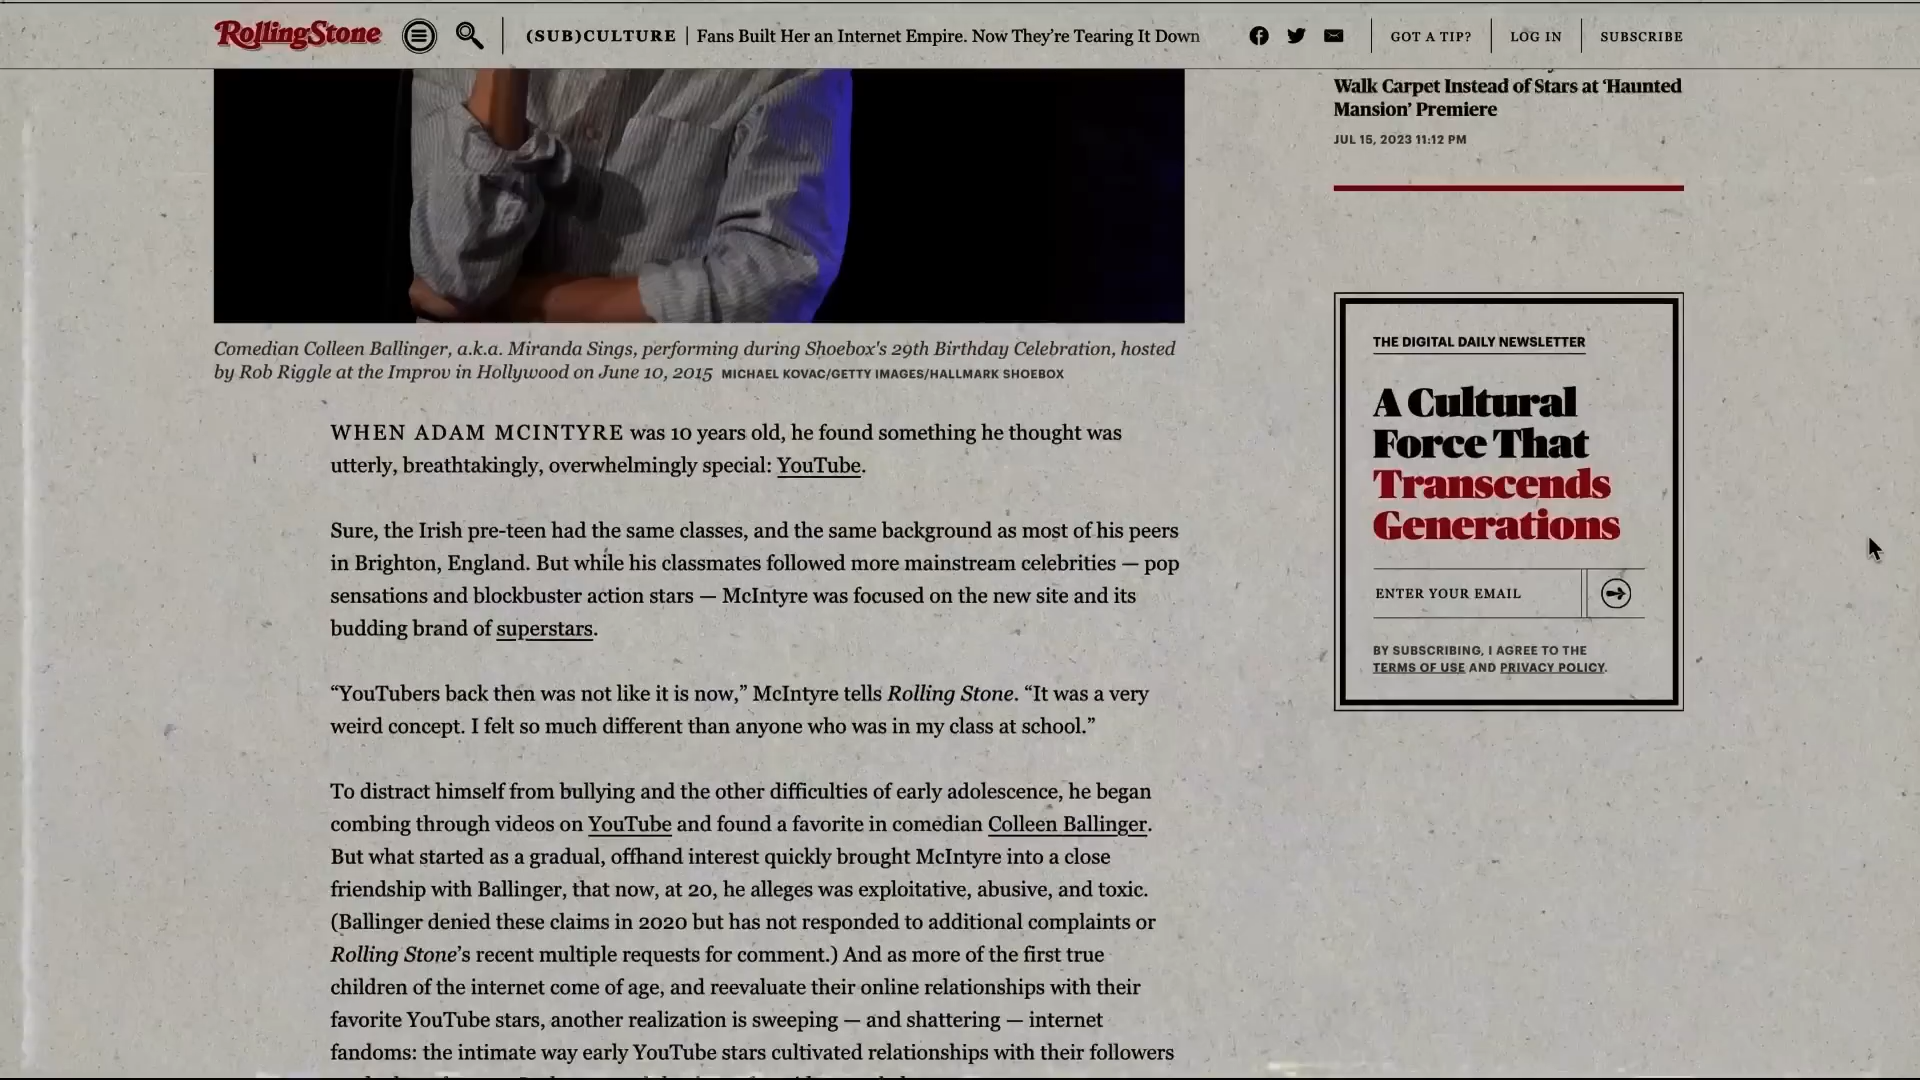 RollingStone
(SUB)CULTURE | Fans Built Her an Internet Empire. Now They're Tearing It Down
GOT A TIP?
LOG IN
SUBSCRIBE
Comedian Colleen Ballinger, a.k.a. Miranda Sings, performing during Shoebox's 29th Birthday Celebration, hosted
by Rob Riggle at the Improv in Hollywood on June 10, 2015 MICHAEL KOVAC/GETTY IMAGES/HALLMARK SHOEBOX
WHEN ADAM MCINTYRE was 10 years old, he found something he thought was
utterly, breathtakingly, overwhelmingly special: YouTube.
Sure, the Irish pre-teen had the same classes, and the same background as most of his peers
in Brighton, England. But while his classmates followed more mainstream celebrities — pop
sensations and blockbuster action stars — McIntyre was focused on the new site and its
budding brand of superstars.
“YouTubers back then was not like it is now,” McIntyre tells Rolling Stone. “It was a very
weird concept. I felt so much different than anyone who was in my class at school.”
To distract himself from bullying and the other difficulties of early adolescence, he began
combing through videos on YouTube and found a favorite in comedian Colleen Ballinger.
But what started as a gradual, offhand interest quickly brought McIntyre into a close
friendship with Ballinger, that now, at 20, he alleges was exploitative, abusive, and toxic.
(Ballinger denied these claims in 2020 but has not responded to additional complaints or
Rolling Stone’s recent multiple requests for comment.) And as more of the first true
children of the internet come of age, and reevaluate their online relationships with their
favorite YouTube stars, another realization is sweeping — and shattering — internet
fandoms: the intimate way early YouTube stars cultivated relationships with their followers
Walk Carpet Instead of Stars at ‘Haunted
Mansion’ Premiere
JUL 15, 2023 11:12 PM
THE DIGITAL DAILY NEWSLETTER
A Cultural
Force That
Transcends
Generations
ENTER YOUR EMAIL
BY SUBSCRIBING, I AGREE TO THE
TERMS OF USE AND PRIVACY POLICY.